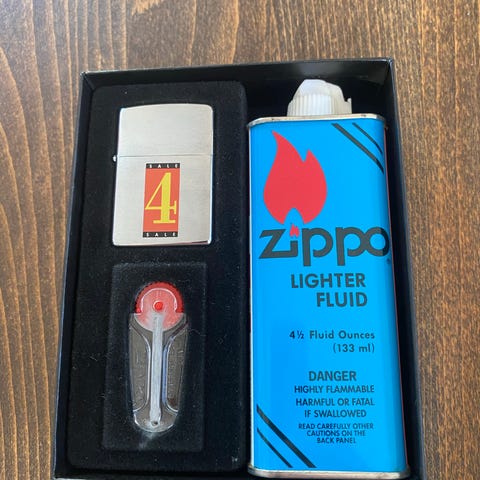 SALE
4
SALE
zippo
LIGHTER
FLUID
4½ Fluid Ounces
(133 ml)
DANGER
HIGHLY FLAMMABLE
HARMFUL OR FATAL
IF SWALLOWED
READ CAREFULLY OTHER
CAUTIONS ON THE
BACK PANEL